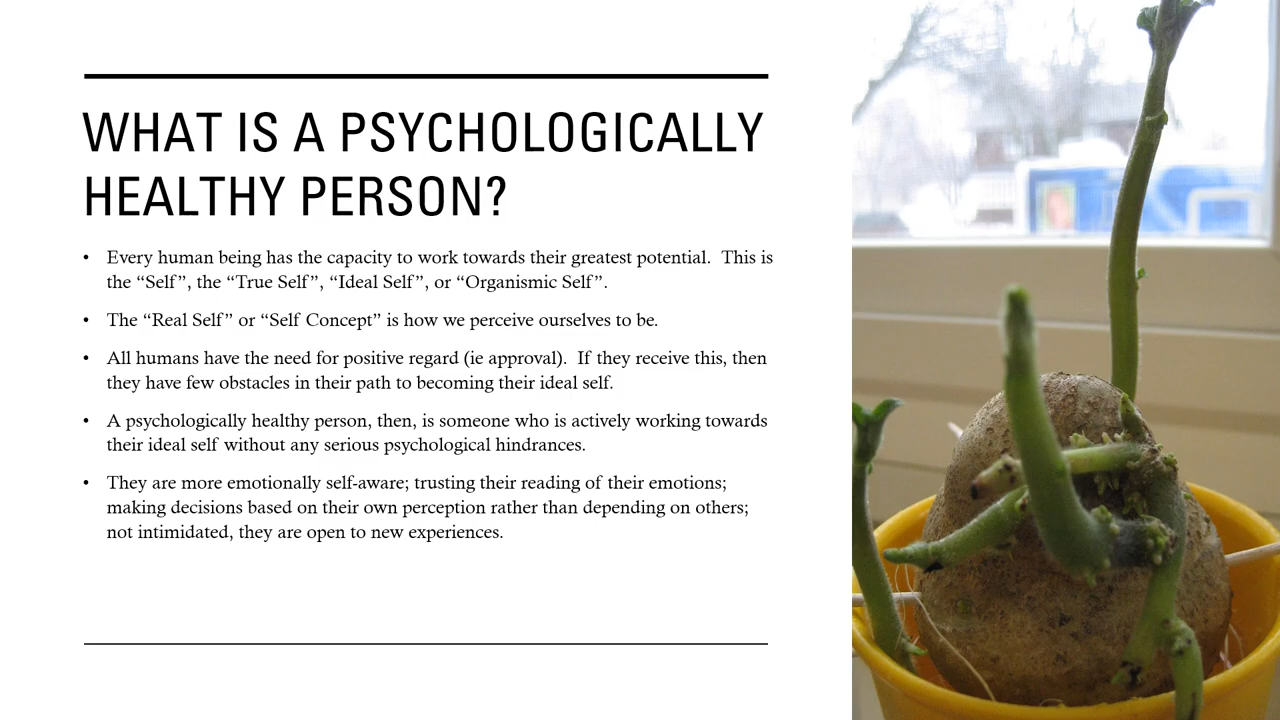 WHAT IS A PSYCHOLOGICALLY
HEALTHY PERSON?
• Every human being has the capacity to work towards their greatest potential.  This is
the “Self”, the “True Self”, “Ideal Self”, or “Organismic Self”.
• The “Real Self” or “Self Concept” is how we perceive ourselves to be.
• All humans have the need for positive regard (ie approval).  If they receive this, then
they have few obstacles in their path to becoming their ideal self.
• A psychologically healthy person, then, is someone who is actively working towards
their ideal self without any serious psychological hindrances.
• They are more emotionally self-aware; trusting their reading of their emotions;
making decisions based on their own perception rather than depending on others;
not intimidated, they are open to new experiences.